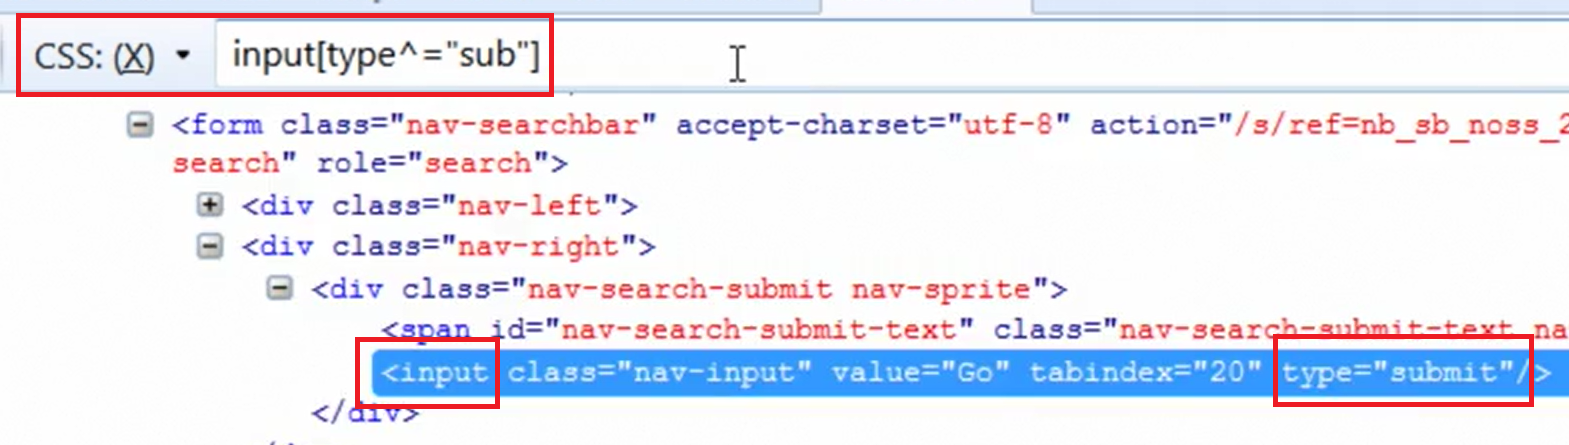 CSS: (X) input[type^="sub"]
<form class="nav-searchbar" accept-charset="utf-8" action="/s/ref=nb_sb_noss_2
search" role="search">
<div class="nav-left">
<div class="nav-right">
<div class="nav-search-submit nav-sprite">
<span id="nav-search-submit-text" class="nav-search-submit-text na
<input class="nav-input" value="Go" tabindex="20" type="submit"/>
</div>